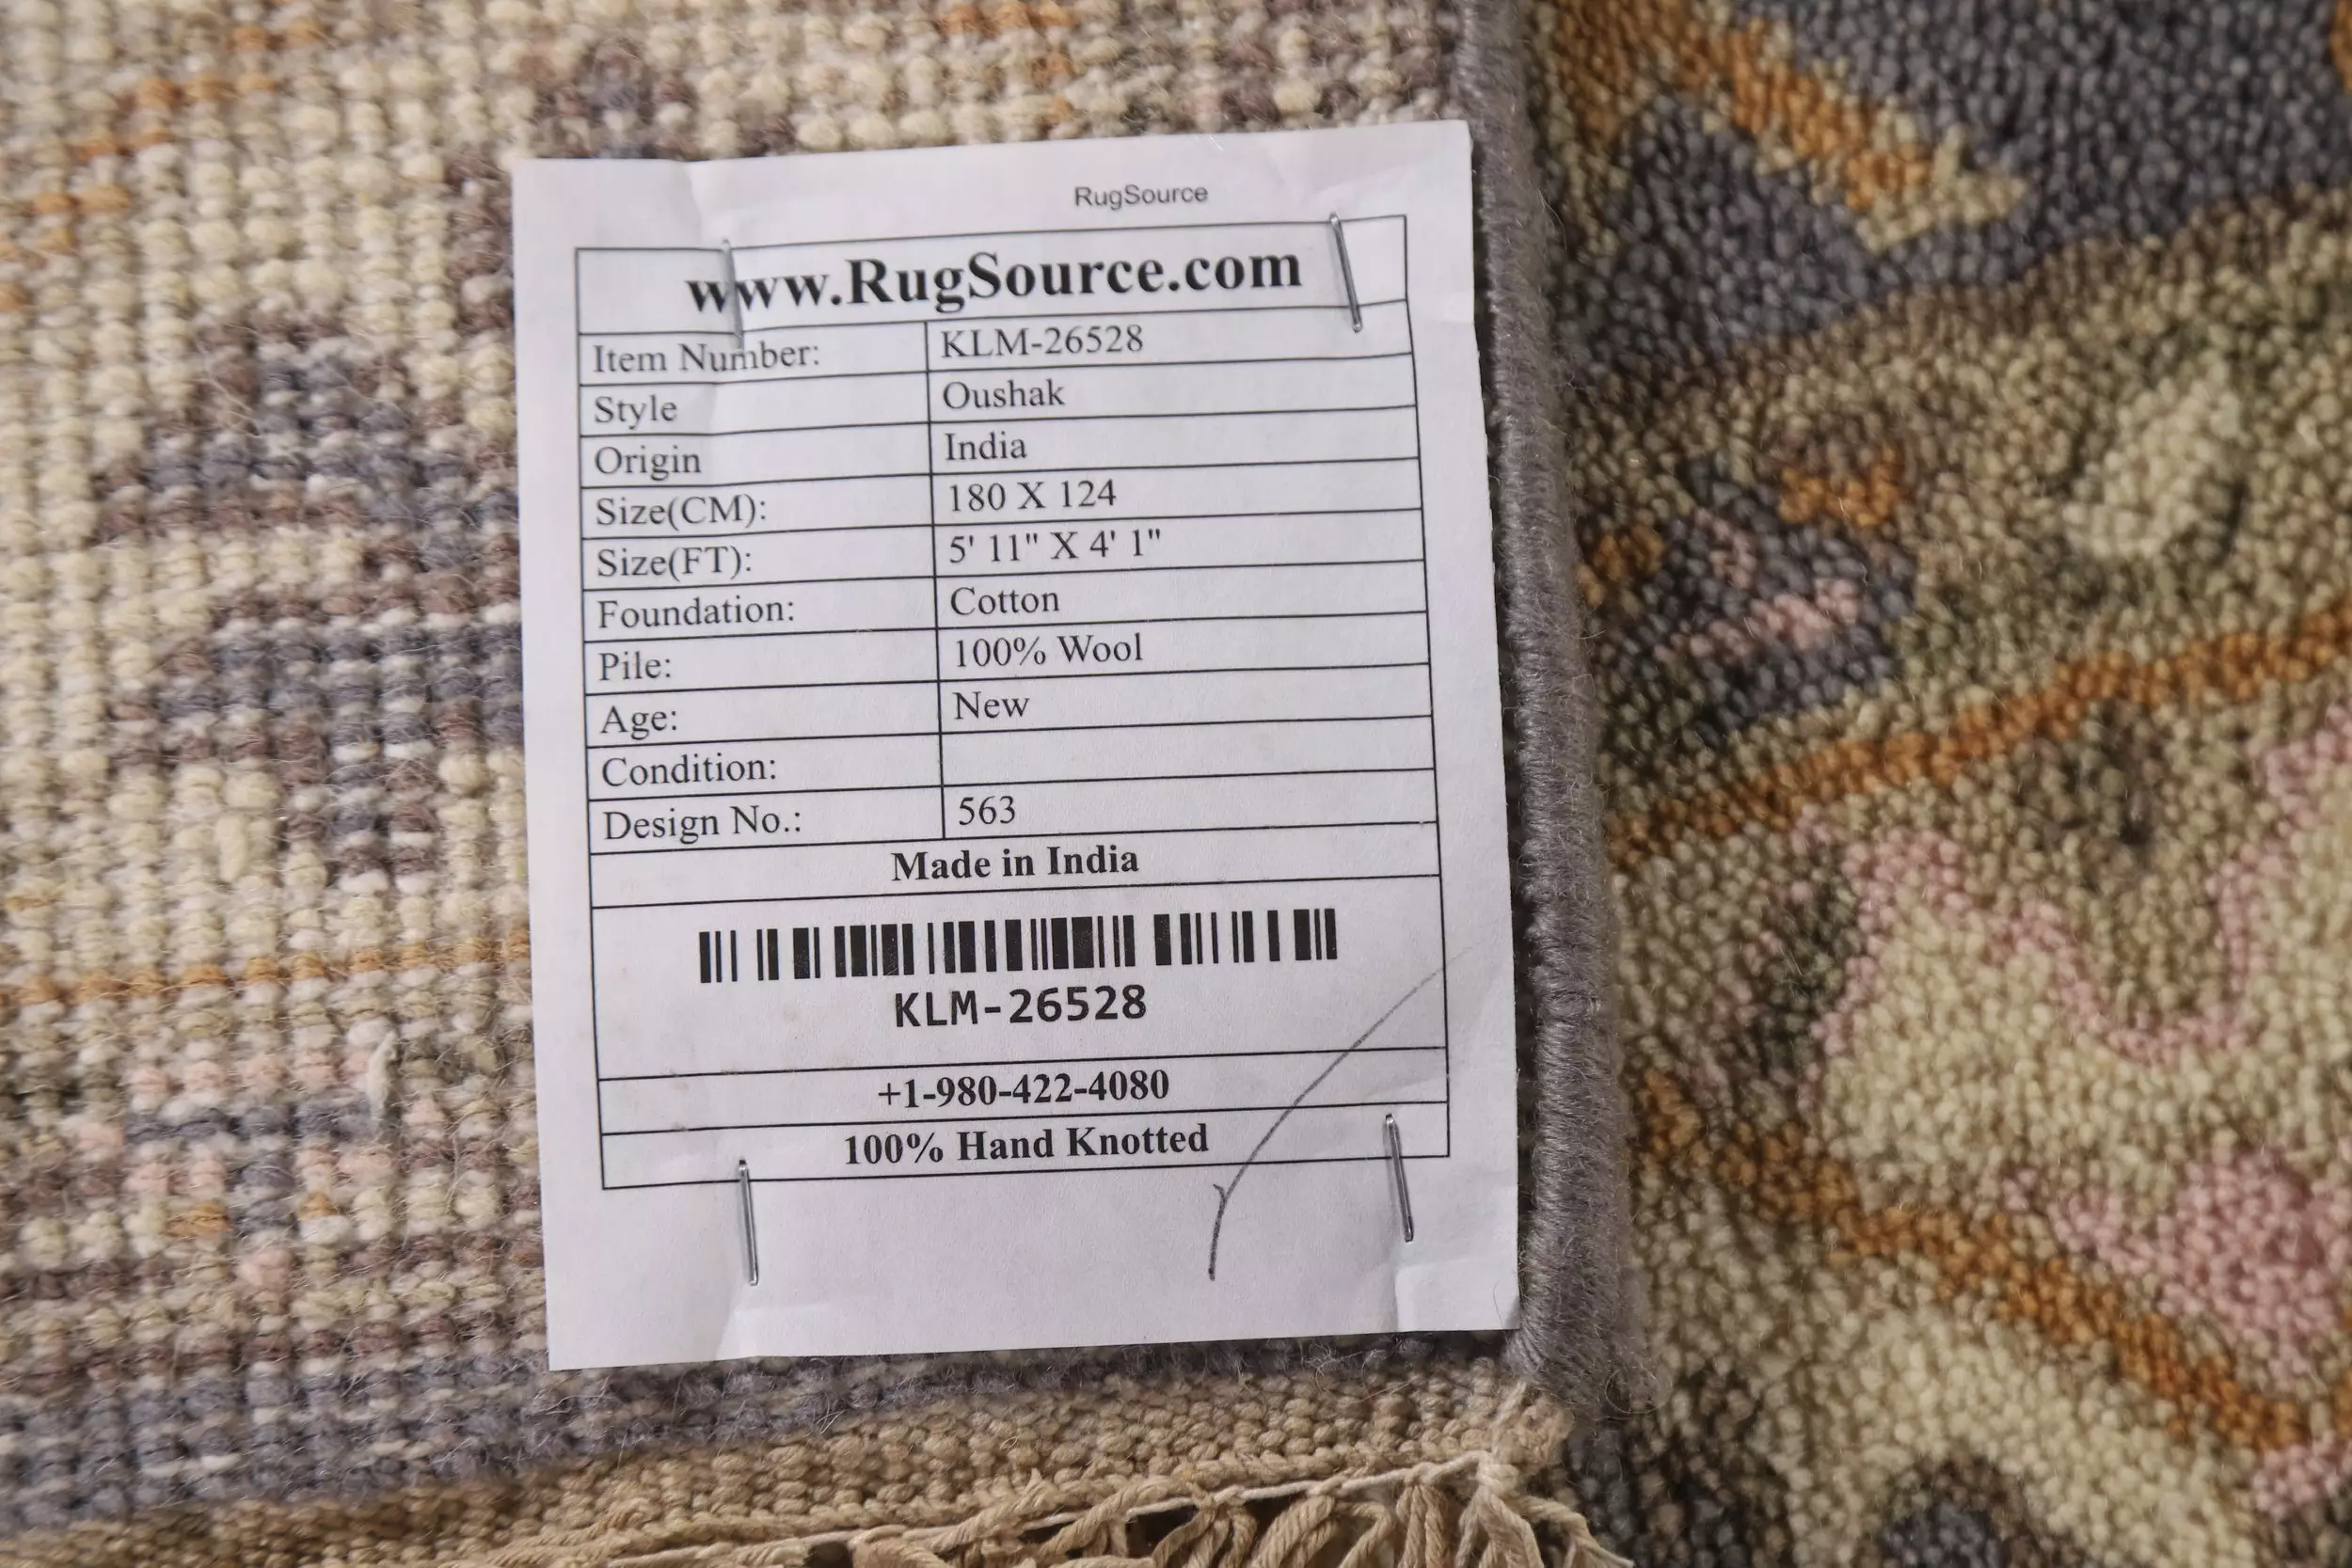 RugSource
www.RugSource.com
Item Number: KLM-26528
Style Oushak
Origin India
Size(CM): 180 X 124
Size(FT): 5' 11" X 4' 1"
Foundation: Cotton
Pile: 100% Wool
Age: New
Condition:
Design No.: 563
Made in India
KLM-26528
+1-980-422-4080
100% Hand Knotted